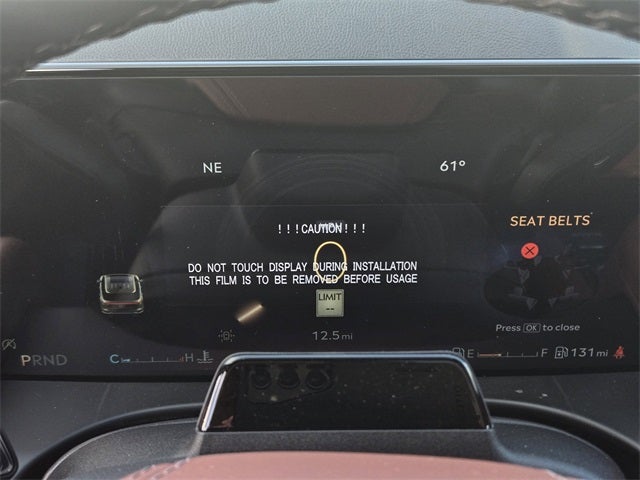 NE
61°
!!!CAUTION!!!
SEAT BELTS
DO NOT TOUCH DISPLAY DURING INSTALLATION
THIS FILM IS TO BE REMOVED BEFORE USAGE
LIMIT
--
Press OK to close
12.5 mi
PRND
C H
E F
131 mi